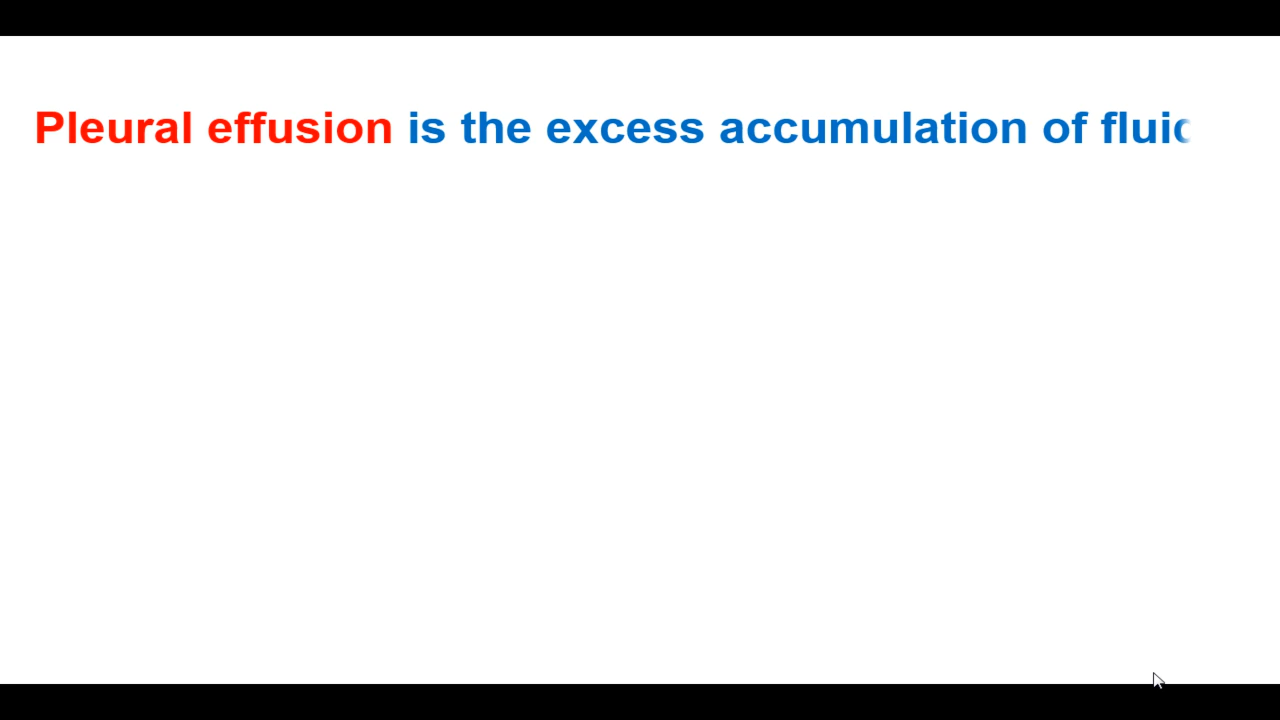 Pleural effusion is the excess accumulation of fluid